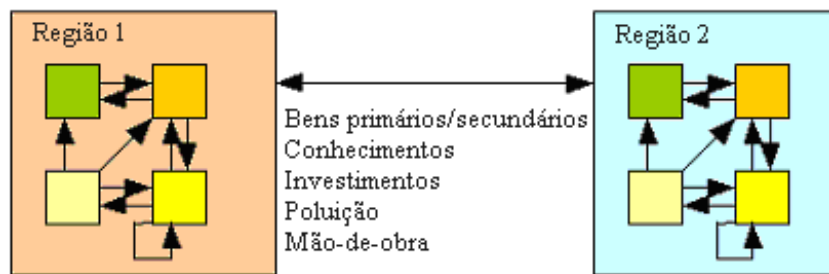 Região 1
Região 2
Bens primários/secundários
Conhecimentos
Investimentos
Poluição
Mão-de-obra